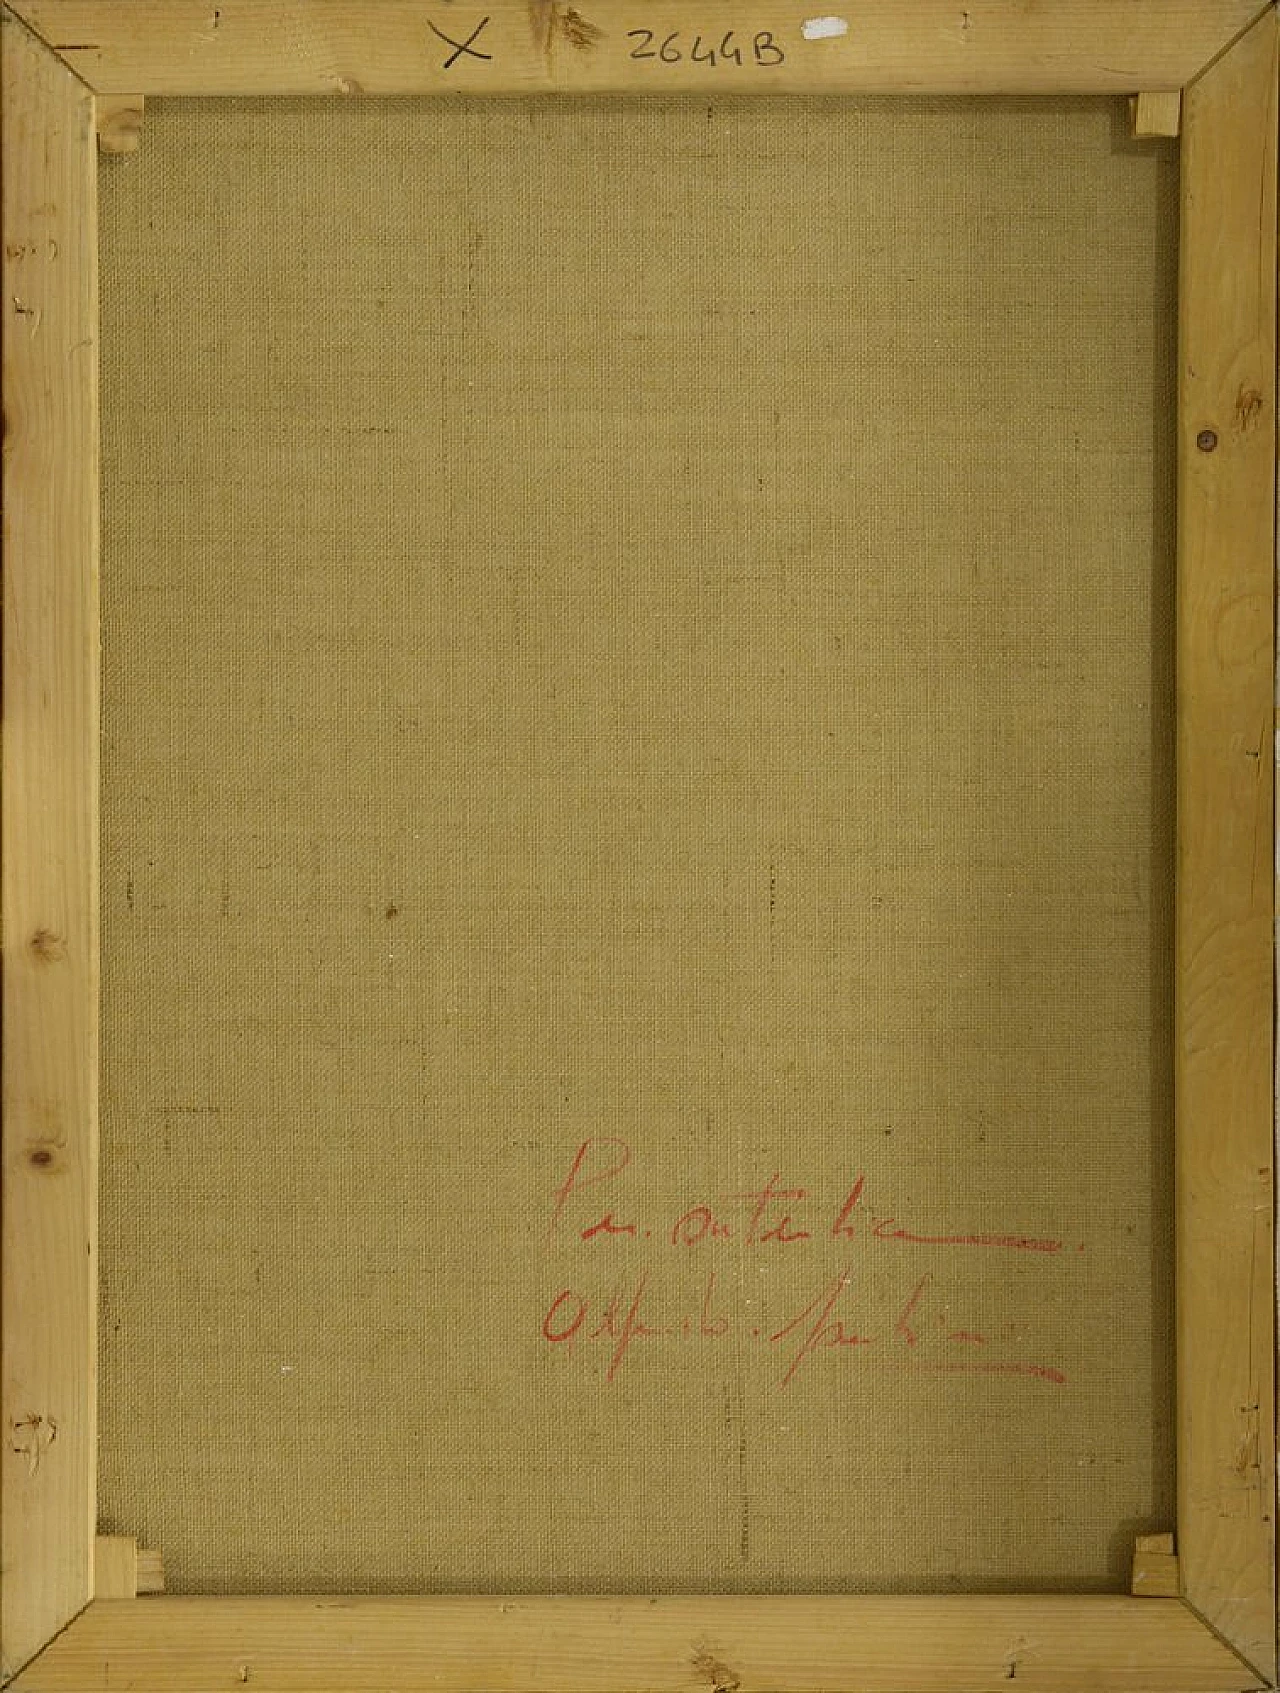 X 2644B
Per. autentica
Alfredo.